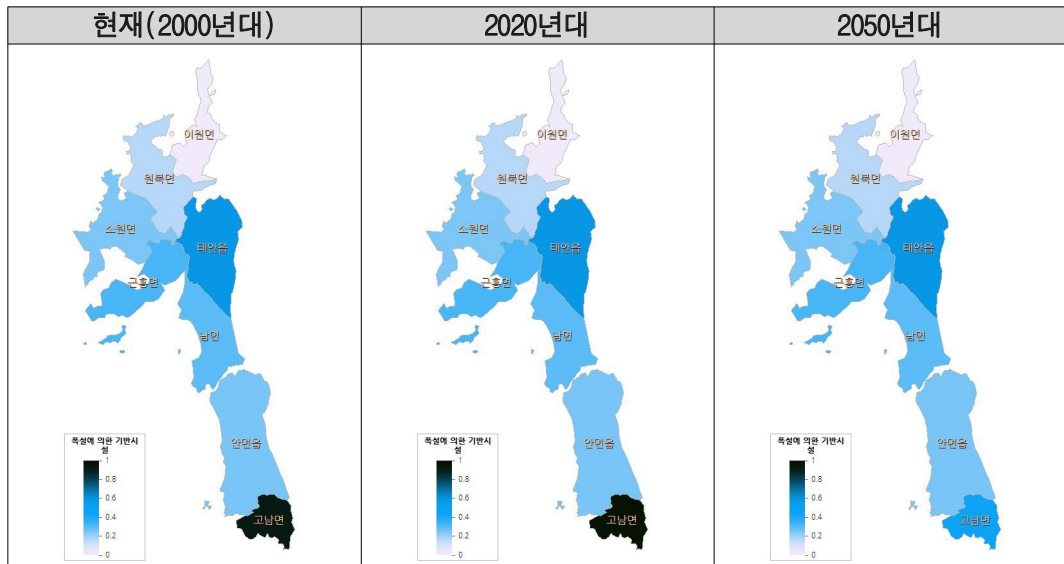 현재(2000년대)
2020년대
2050년대
이원면
원북면
소원면
태안읍
근흥면
남면
안면읍
고남면
폭설에 의한 기반시
설
1
0.8
0.6
0.4
0.2
0
이원면
원북면
소원면
태안읍
근흥면
남면
안면읍
고남면
폭설에 의한 기반시
설
1
0.8
0.6
0.4
0.2
0
이원면
원북면
소원면
태안읍
근흥면
남면
안면읍
고남면
폭설에 의한 기반시
설
1
0.8
0.6
0.4
0.2
0